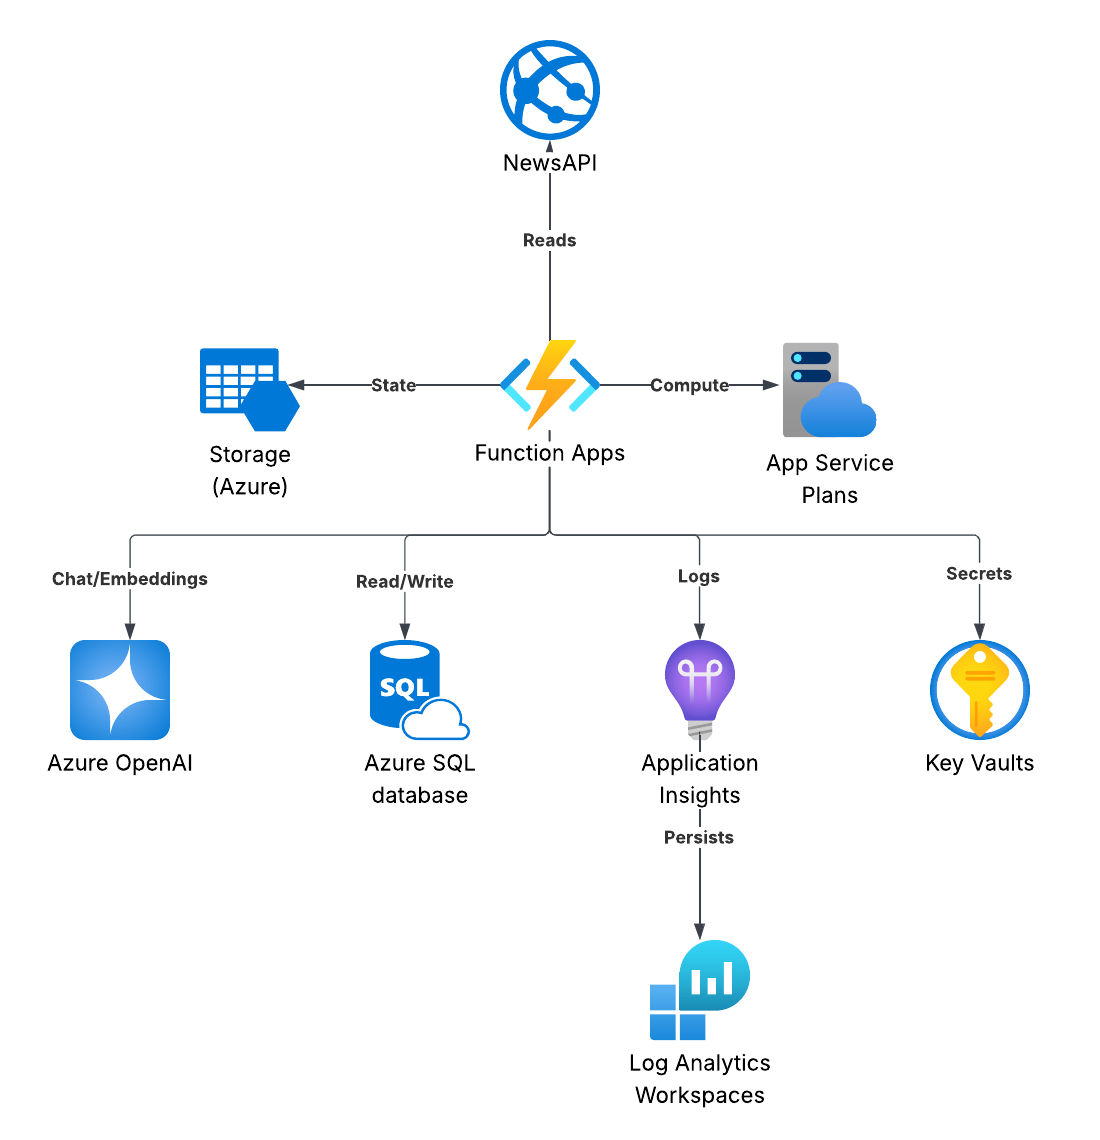 NewsAPI
Reads
State
Compute
Function Apps
Storage
(Azure)
App Service
Plans
Chat/Embeddings
Read/Write
Logs
Secrets
SQL
Azure OpenAI
Azure SQL
database
Application
Insights
Key Vaults
Persists
Log Analytics
Workspaces